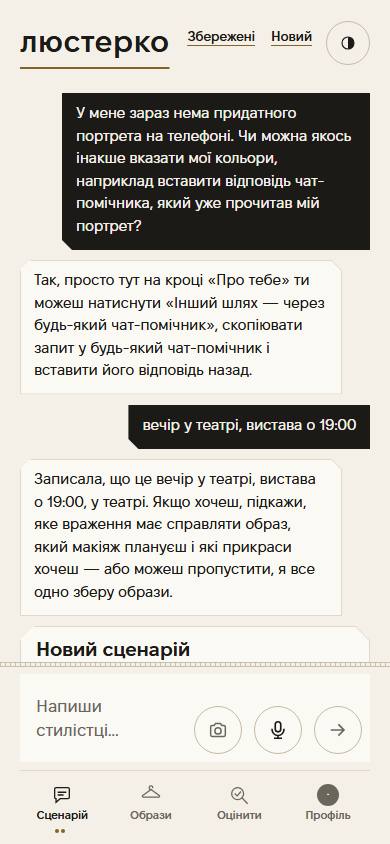 люстерко
Збережені
Новий
У мене зараз нема придатного
портрета на телефоні. Чи можна якось
інакше вказати мої кольори,
наприклад вставити відповідь чат-
помічника, який уже прочитав мій
портрет?
Так, просто тут на кроці «Про тебе» ти
можеш натиснути «Інший шлях — через
будь-який чат-помічник», скопіювати
запит у будь-який чат-помічник і
вставити його відповідь назад.
вечір у театрі, вистава о 19:00
Записала, що це вечір у театрі, вистава
о 19:00, у театрі. Якщо хочеш, підкажи,
яке враження має справляти образ,
який макіяж плануєш і які прикраси
хочеш — або можеш пропустити, я все
одно зберу образи.
Новий сценарій
Напиши
стилістці...
Сценарій
Образи
Оцінити
Профіль